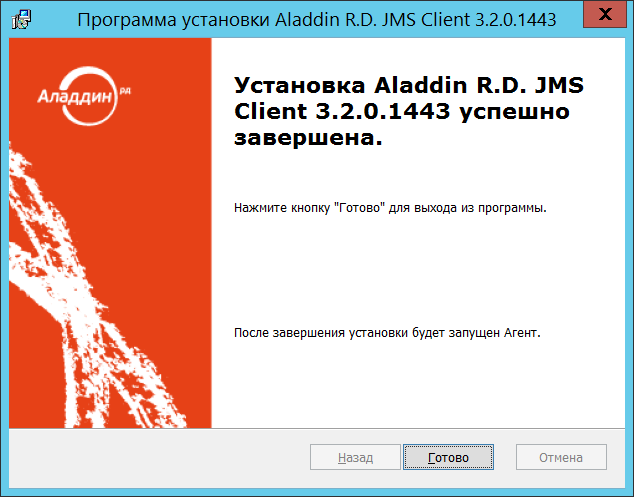 Программа установки Aladdin R.D. JMS Client 3.2.0.1443
x
Аладдин РД
Установка Aladdin R.D. JMS
Client 3.2.0.1443 успешно
завершена.
Нажмите кнопку "Готово" для выхода из программы.
После завершения установки будет запущен Агент.
Назад Готово Отмена